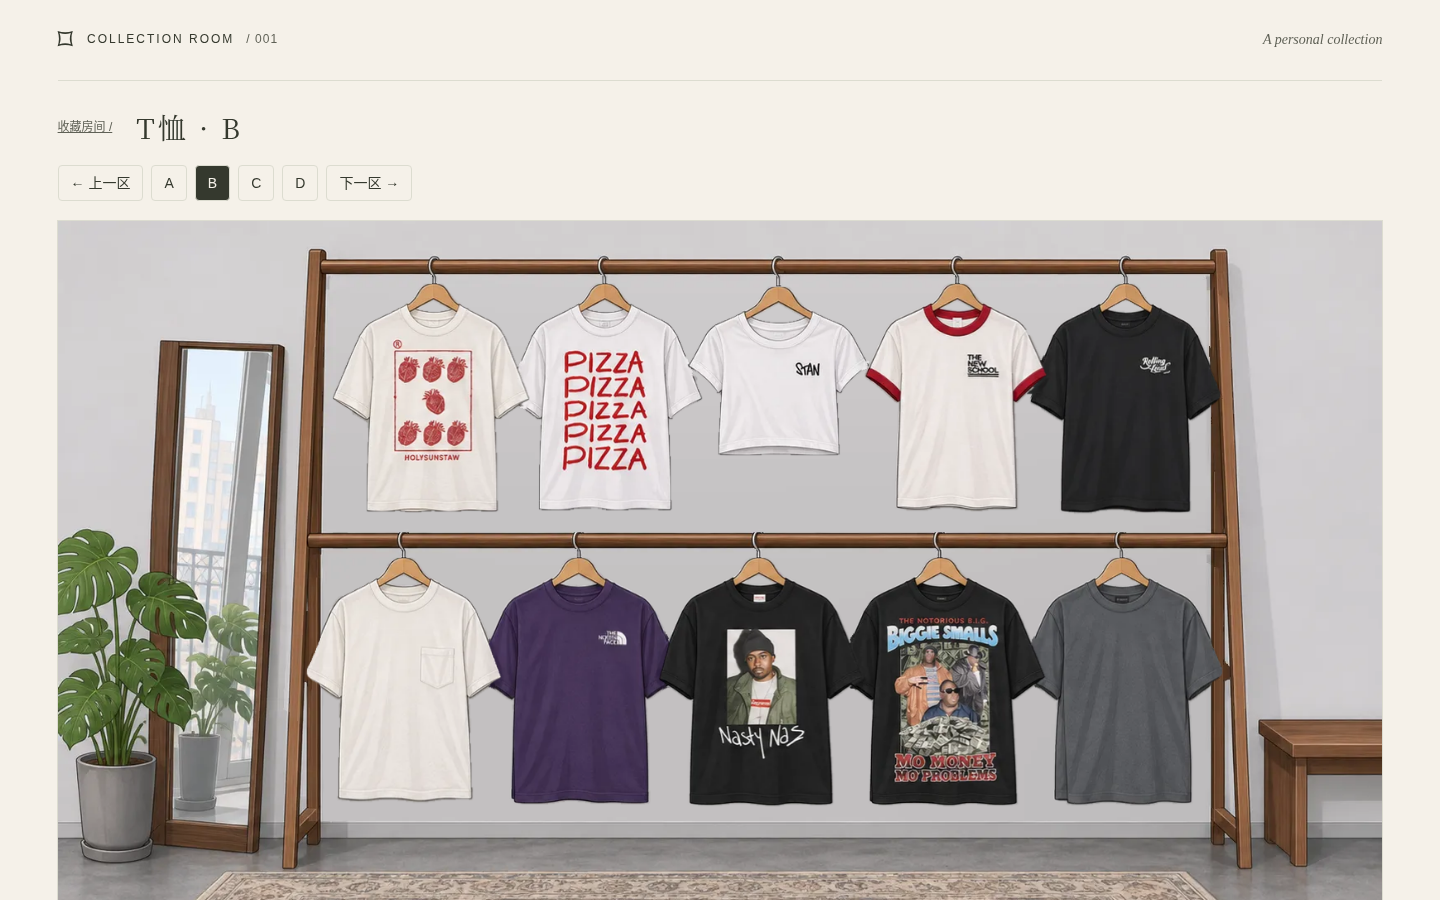 COLLECTION ROOM / 001
A personal collection
收藏房间 /
T恤 · B
← 上一区
A
B
C
D
下一区 →
®
HOLYSUNSTAW
PIZZA
PIZZA
PIZZA
PIZZA
PIZZA
STAN
THE
NEW
SCHOOL
Rolling
Loud
THE
NORTH
FACE
Nasty Nas
THE NOTORIOUS B.I.G.
BIGGIE SMALLS
MO MONEY
MO PROBLEMS